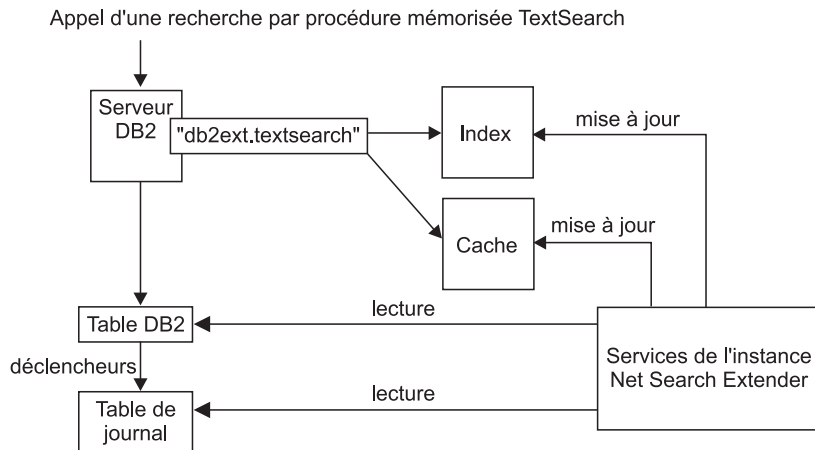 Appel d'une recherche par procédure mémorisée TextSearch
Serveur
DB2
"db2ext.textsearch"
Index
mise à jour
Cache
mise à jour
lecture
Table DB2
Services de l'instance
Net Search Extender
déclencheurs
lecture
Table de
journal